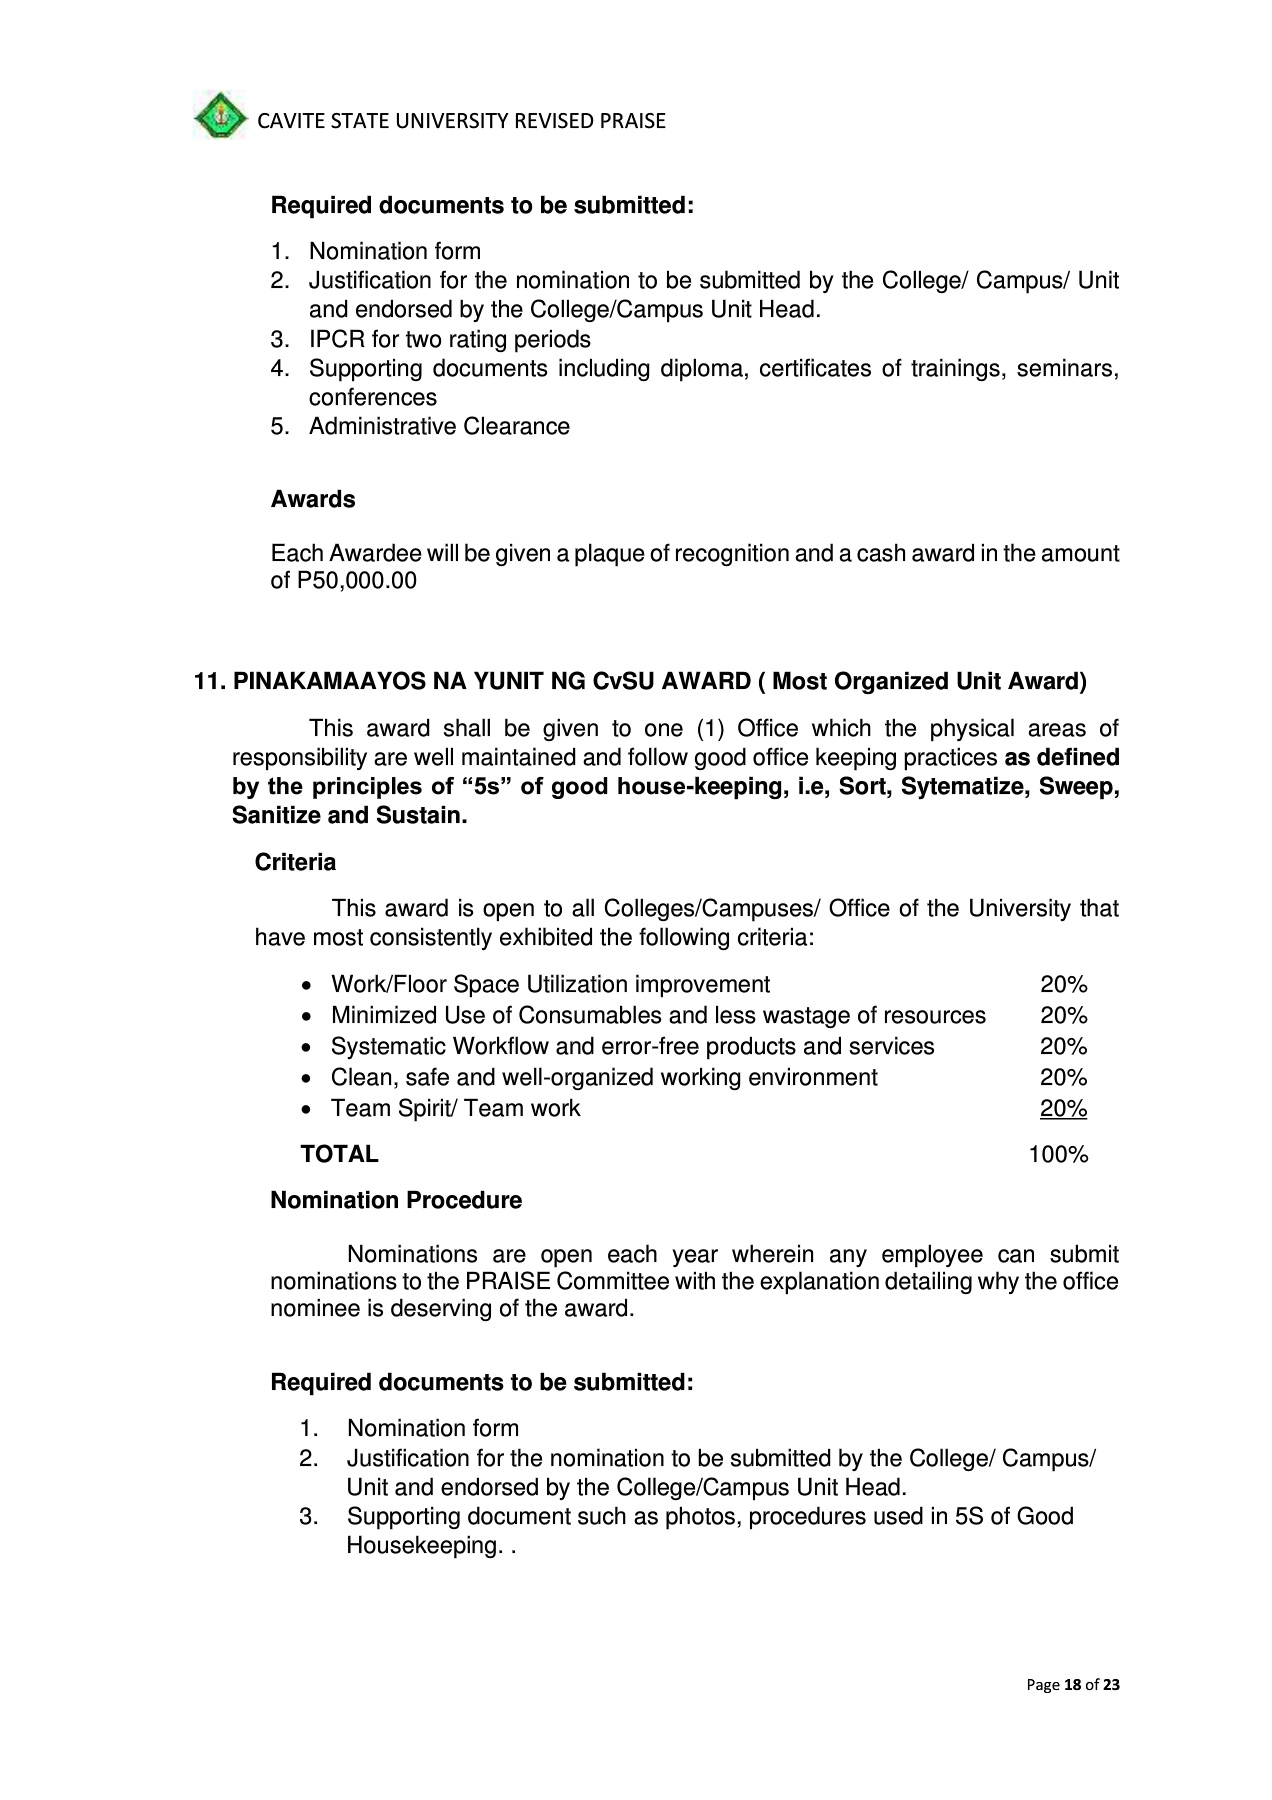 CAVITE STATE UNIVERSITY REVISED PRAISE
Required documents to be submitted:
1. Nomination form
2. Justification for the nomination to be submitted by the College/ Campus/ Unit
and endorsed by the College/Campus Unit Head.
3. IPCR for two rating periods
4. Supporting documents including diploma, certificates of trainings, seminars,
conferences
5. Administrative Clearance
Awards
Each Awardee will be given a plaque of recognition and a cash award in the amount
of P50,000.00
11. PINAKAMAAYOS NA YUNIT NG CvSU AWARD ( Most Organized Unit Award)
This award shall be given to one (1) Office which the physical areas of
responsibility are well maintained and follow good office keeping practices as defined
by the principles of “5s” of good house-keeping, i.e, Sort, Sytematize, Sweep,
Sanitize and Sustain.
Criteria
This award is open to all Colleges/Campuses/ Office of the University that
have most consistently exhibited the following criteria:
• Work/Floor Space Utilization improvement 20%
• Minimized Use of Consumables and less wastage of resources 20%
• Systematic Workflow and error-free products and services 20%
• Clean, safe and well-organized working environment 20%
• Team Spirit/ Team work 20%
TOTAL 100%
Nomination Procedure
Nominations are open each year wherein any employee can submit
nominations to the PRAISE Committee with the explanation detailing why the office
nominee is deserving of the award.
Required documents to be submitted:
1. Nomination form
2. Justification for the nomination to be submitted by the College/ Campus/
Unit and endorsed by the College/Campus Unit Head.
3. Supporting document such as photos, procedures used in 5S of Good
Housekeeping. .
Page 18 of 23